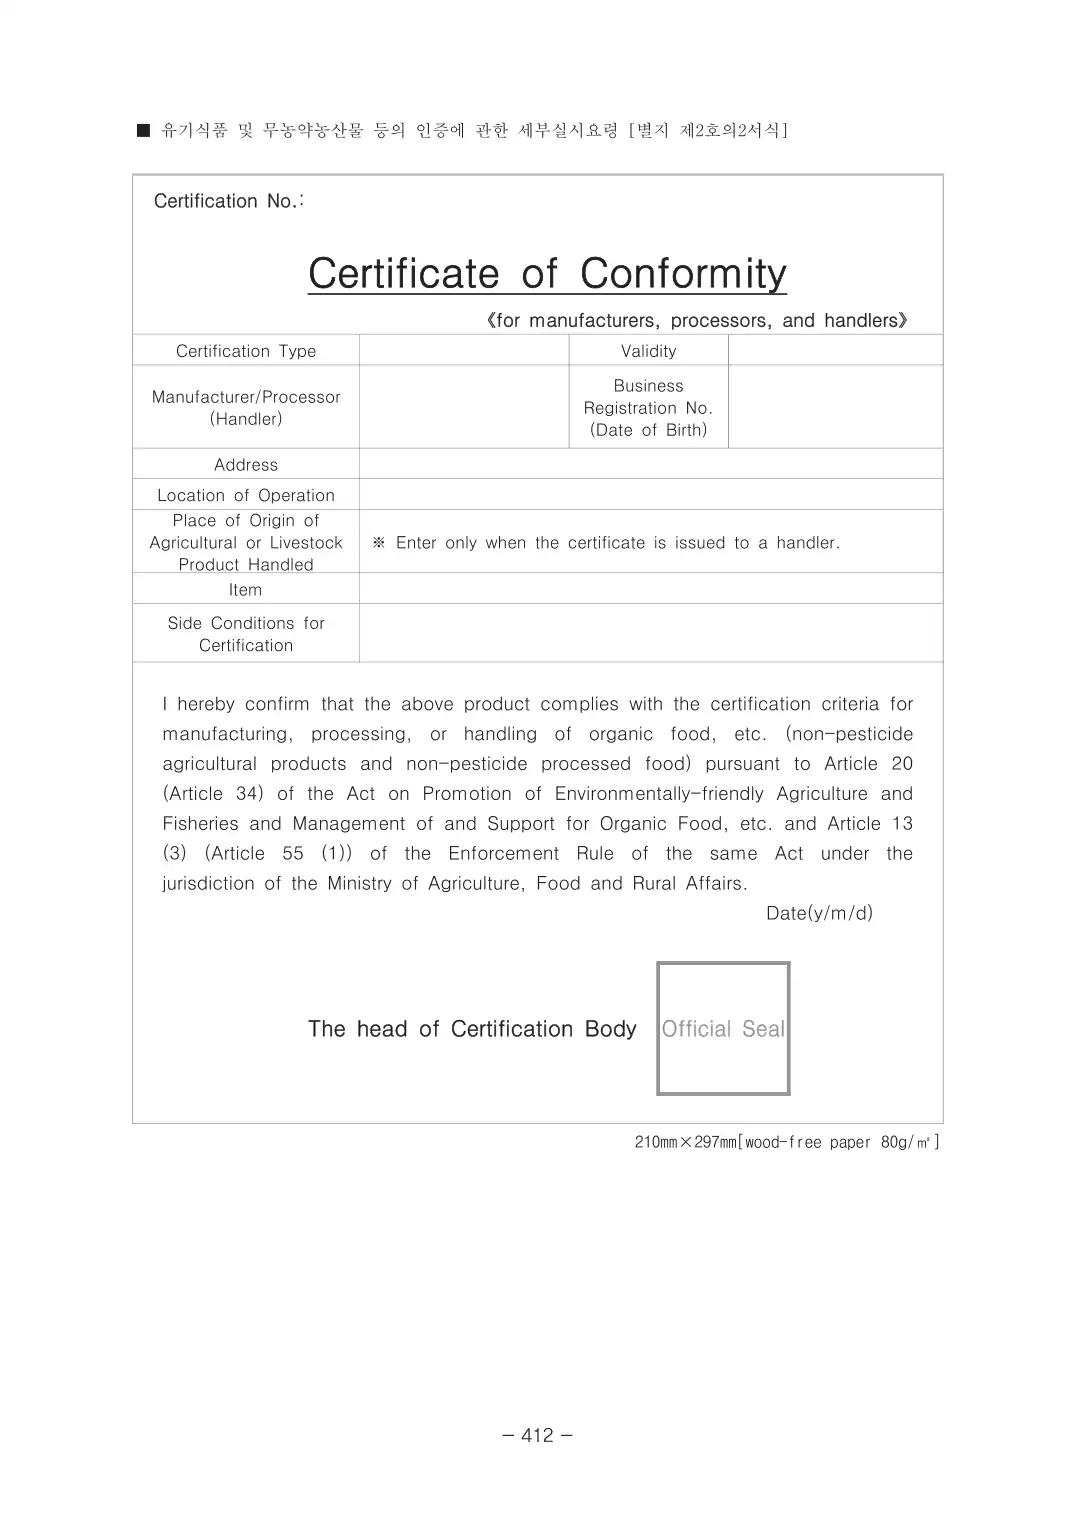 ■ 유기식품 및 무농약농산물 등의 인증에 관한 세부실시요령 [별지 제2호의2서식]
Certification No.:
Certificate of Conformity
《for manufacturers, processors, and handlers》
Certification Type
Validity
Manufacturer/Processor
(Handler)
Business
Registration No.
(Date of Birth)
Address
Location of Operation
Place of Origin of
Agricultural or Livestock
Product Handled
※ Enter only when the certificate is issued to a handler.
Item
Side Conditions for
Certification
I hereby confirm that the above product complies with the certification criteria for
manufacturing, processing, or handling of organic food, etc. (non-pesticide
agricultural products and non-pesticide processed food) pursuant to Article 20
(Article 34) of the Act on Promotion of Environmentally-friendly Agriculture and
Fisheries and Management of and Support for Organic Food, etc. and Article 13
(3) (Article 55 (1)) of the Enforcement Rule of the same Act under the
jurisdiction of the Ministry of Agriculture, Food and Rural Affairs.
Date(y/m/d)
The head of Certification Body Official Seal
210㎜×297㎜[wood-free paper 80g/㎡]
- 412 -